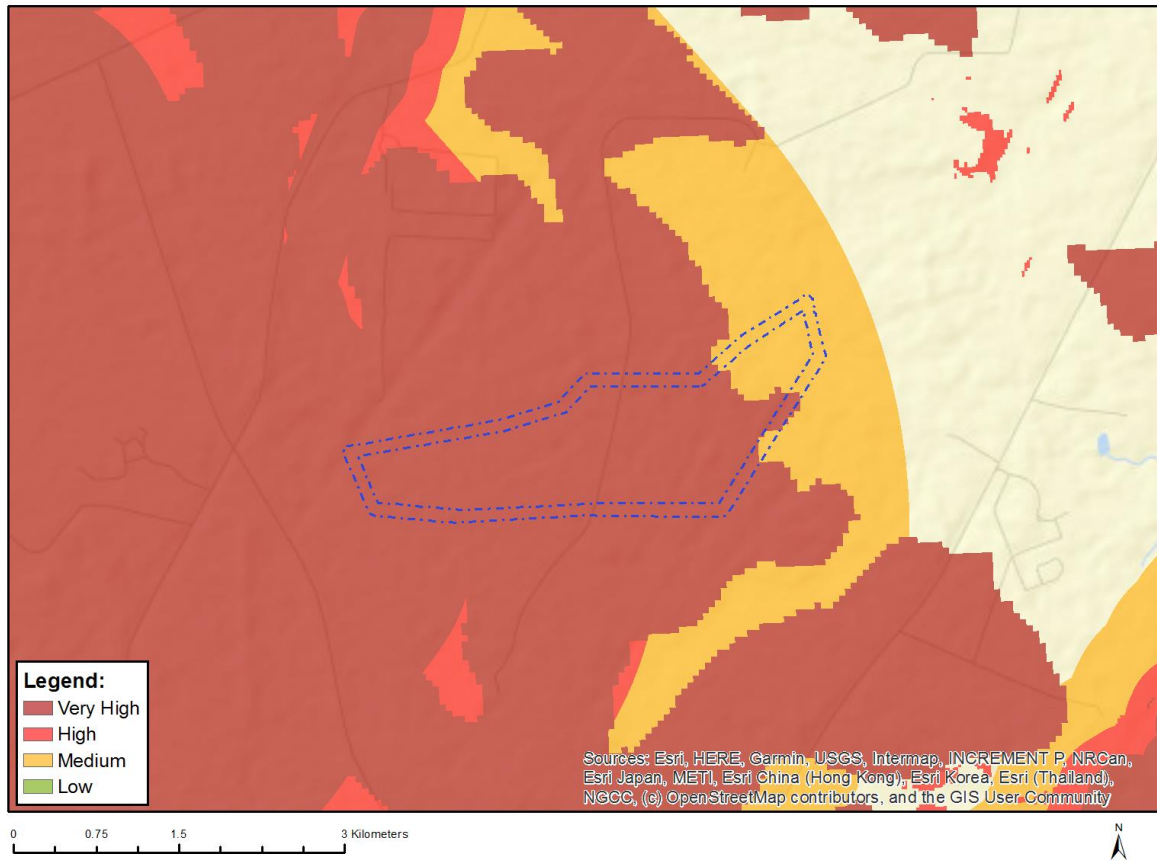 Legend:
Very High
High
Medium
Low
Sources: Esri, HERE, Garmin, USGS, Intermap, INCREMENT P, NRCan,
Esri Japan, METI, Esri China (Hong Kong), Esri Korea, Esri (Thailand),
NGCC, (c) OpenStreetMap contributors, and the GIS User Community
0 0.75 1.5 3 Kilometers
N